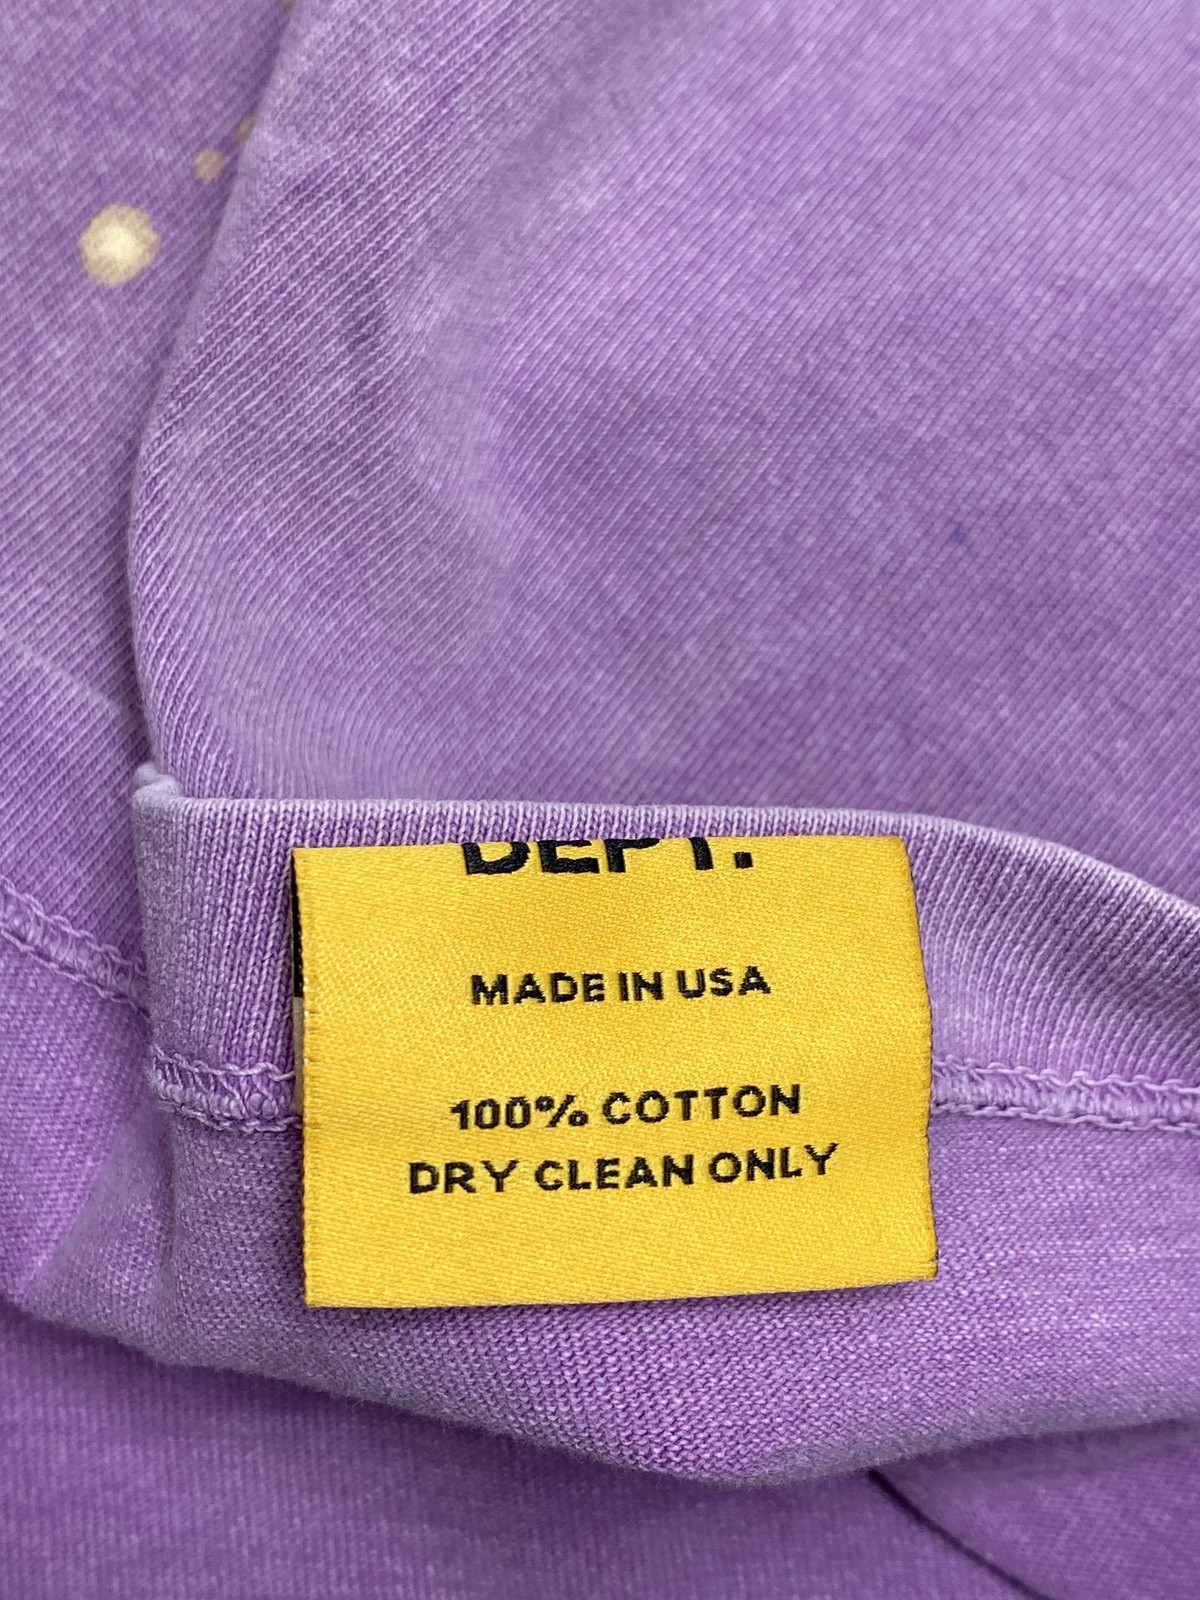 DEPT.
MADE IN USA
100% COTTON
DRY CLEAN ONLY